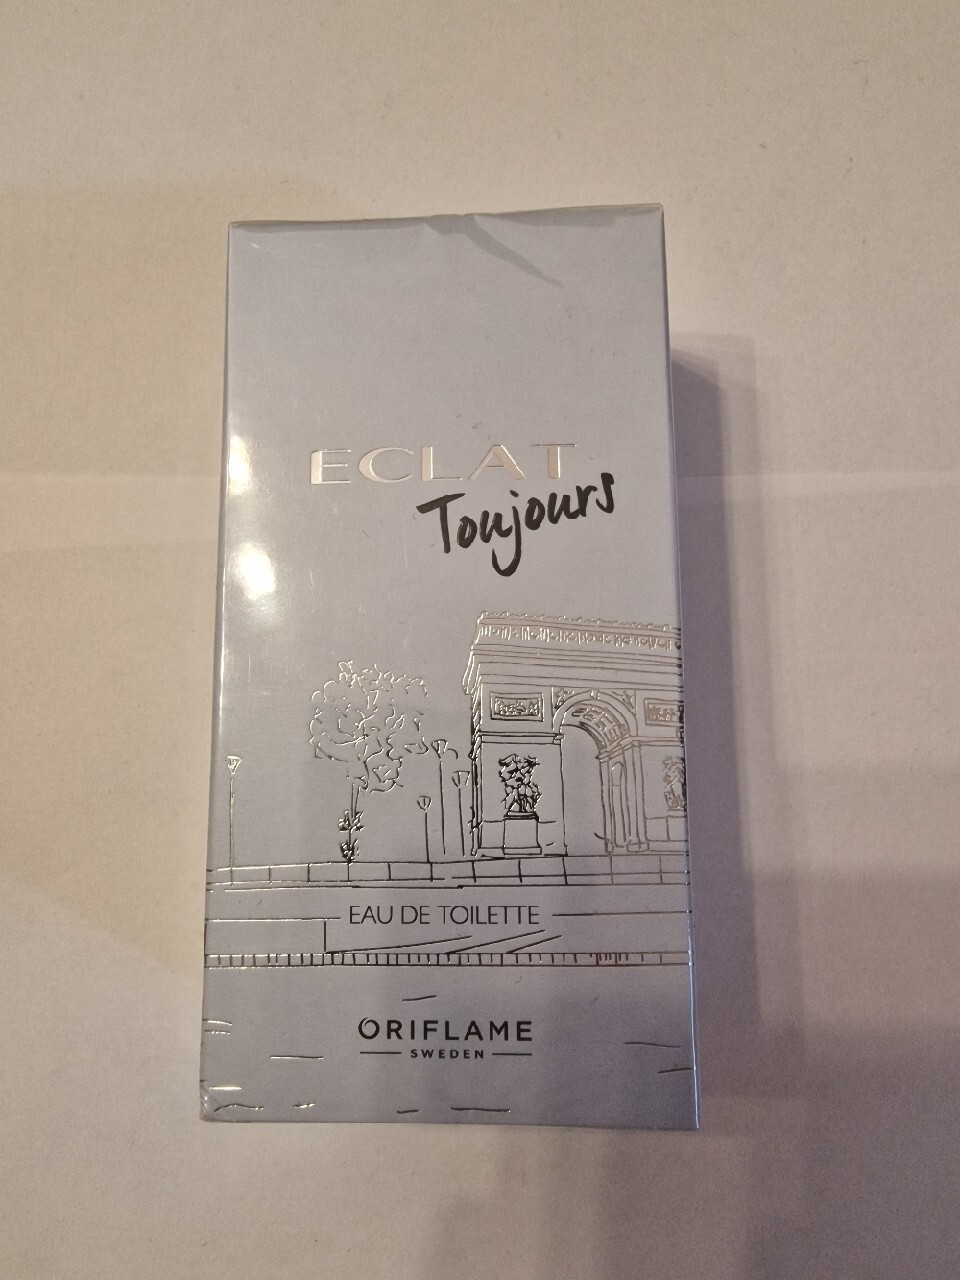 ECLAT
Toujours
EAU DE TOILETTE
ORIFLAME
SWEDEN